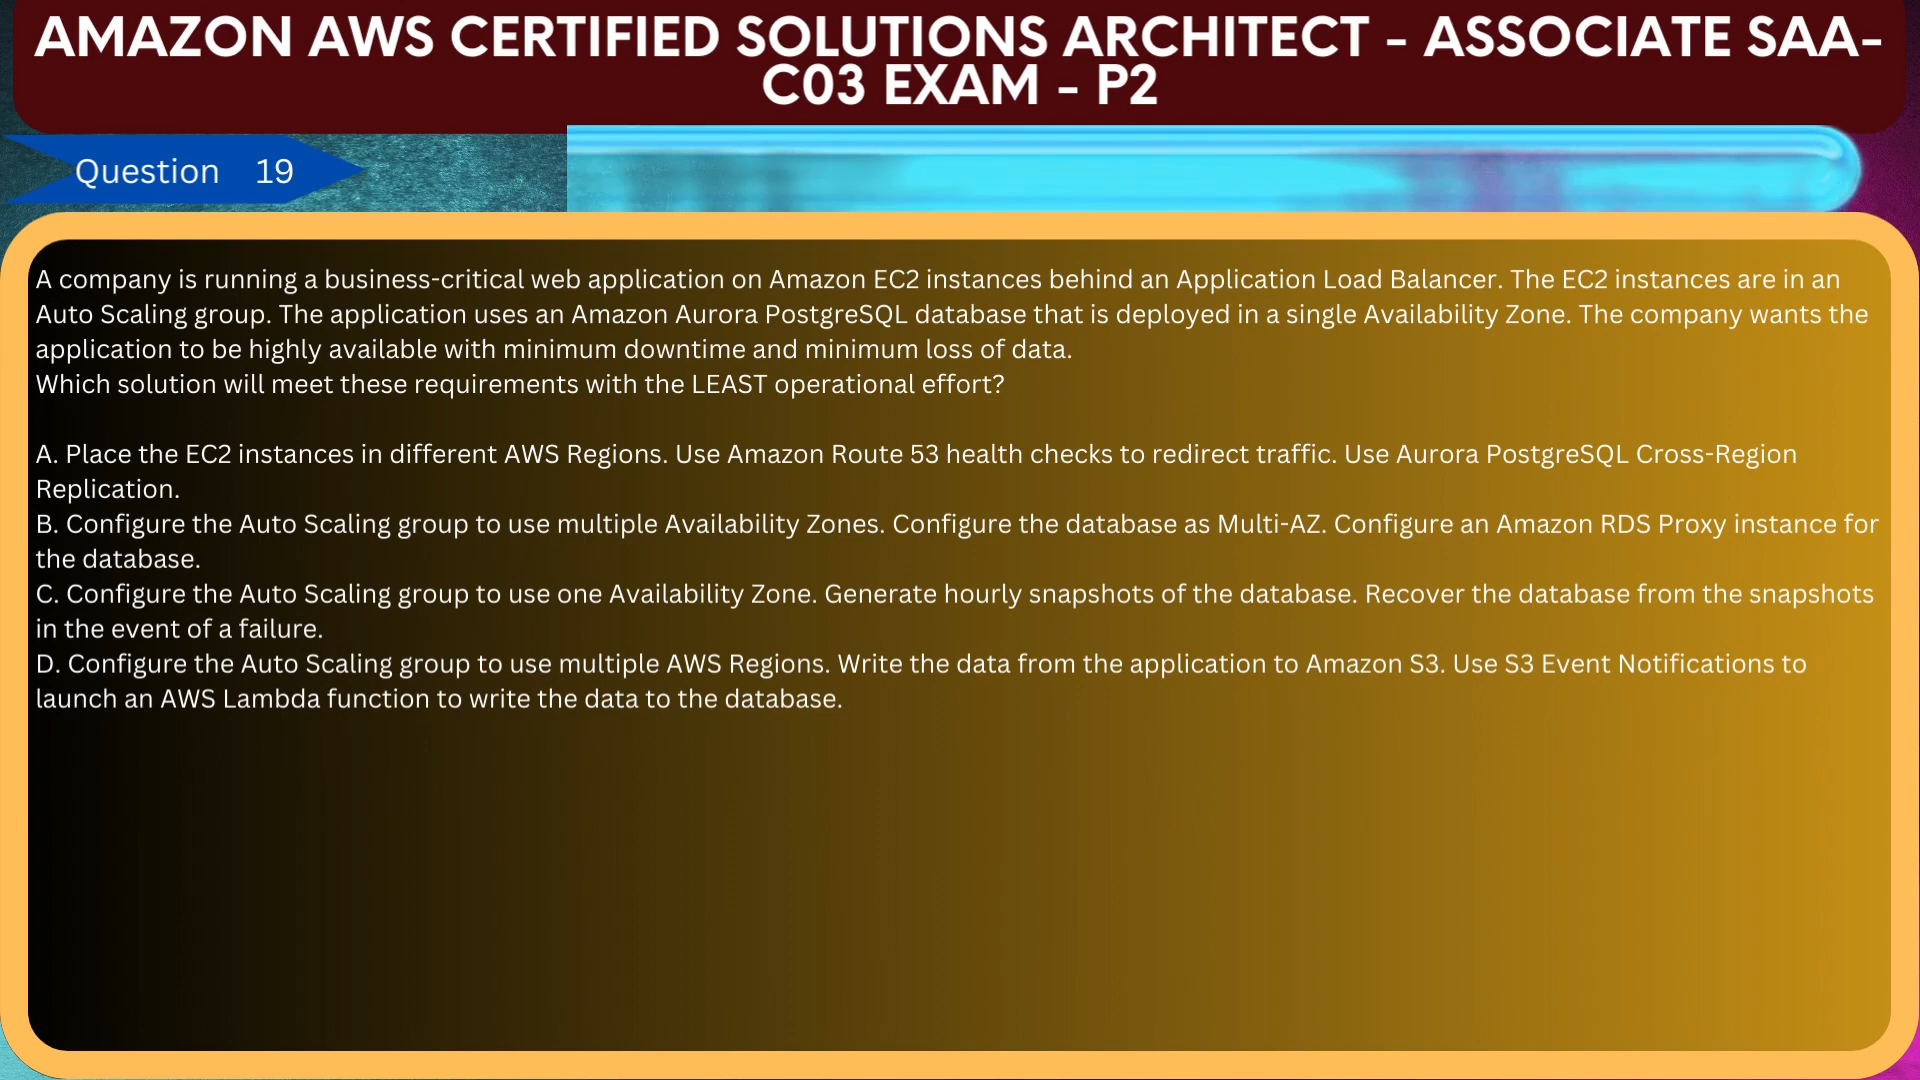 AMAZON AWS CERTIFIED SOLUTIONS ARCHITECT - ASSOCIATE SAA-
C03 EXAM - P2
Question 19
A company is running a business-critical web application on Amazon EC2 instances behind an Application Load Balancer. The EC2 instances are in an
Auto Scaling group. The application uses an Amazon Aurora PostgreSQL database that is deployed in a single Availability Zone. The company wants the
application to be highly available with minimum downtime and minimum loss of data.
Which solution will meet these requirements with the LEAST operational effort?
A. Place the EC2 instances in different AWS Regions. Use Amazon Route 53 health checks to redirect traffic. Use Aurora PostgreSQL Cross-Region
Replication.
B. Configure the Auto Scaling group to use multiple Availability Zones. Configure the database as Multi-AZ. Configure an Amazon RDS Proxy instance for
the database.
C. Configure the Auto Scaling group to use one Availability Zone. Generate hourly snapshots of the database. Recover the database from the snapshots
in the event of a failure.
D. Configure the Auto Scaling group to use multiple AWS Regions. Write the data from the application to Amazon S3. Use S3 Event Notifications to
launch an AWS Lambda function to write the data to the database.